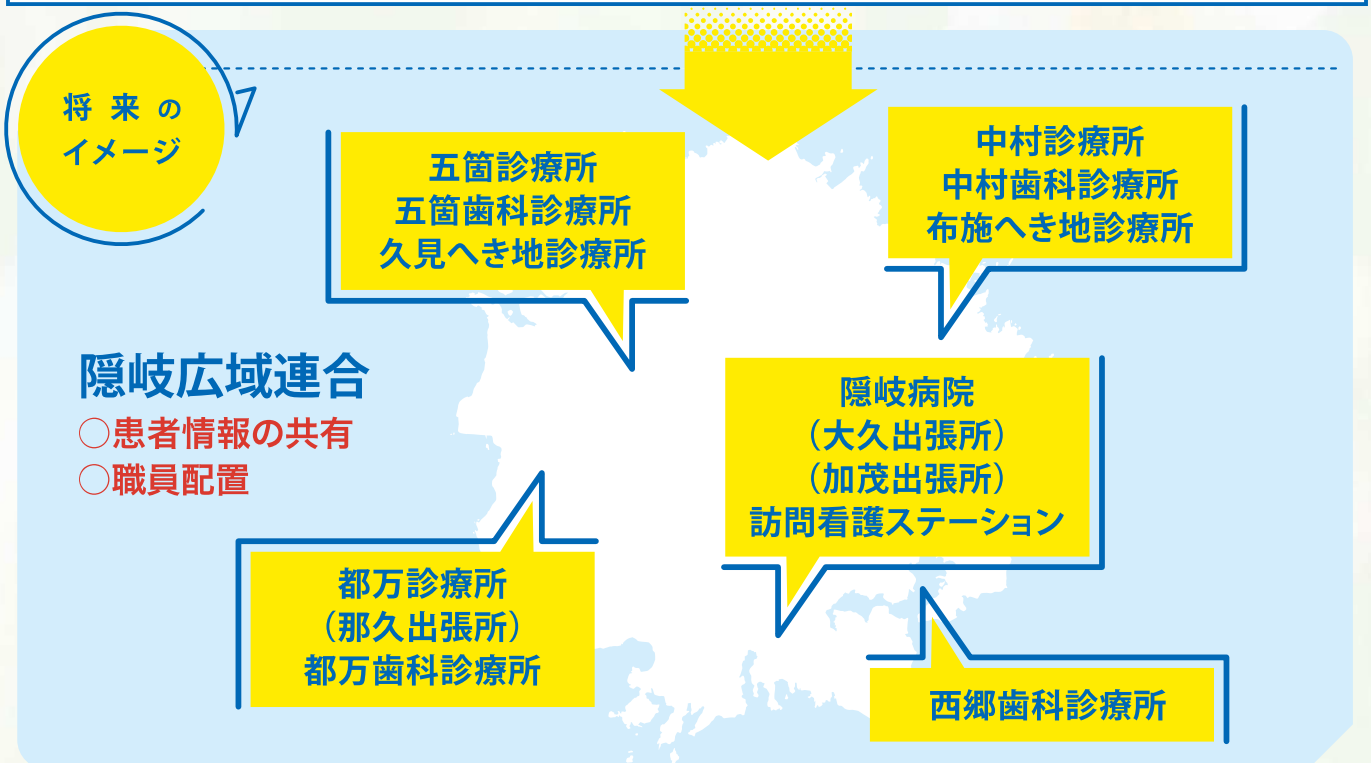 将来の
イメージ
五箇診療所
五箇歯科診療所
久見へき地診療所
中村診療所
中村歯科診療所
布施へき地診療所
隠岐広域連合
○患者情報の共有
○職員配置
隠岐病院
（大久出張所）
（加茂出張所）
訪問看護ステーション
都万診療所
（那久出張所）
都万歯科診療所
西郷歯科診療所